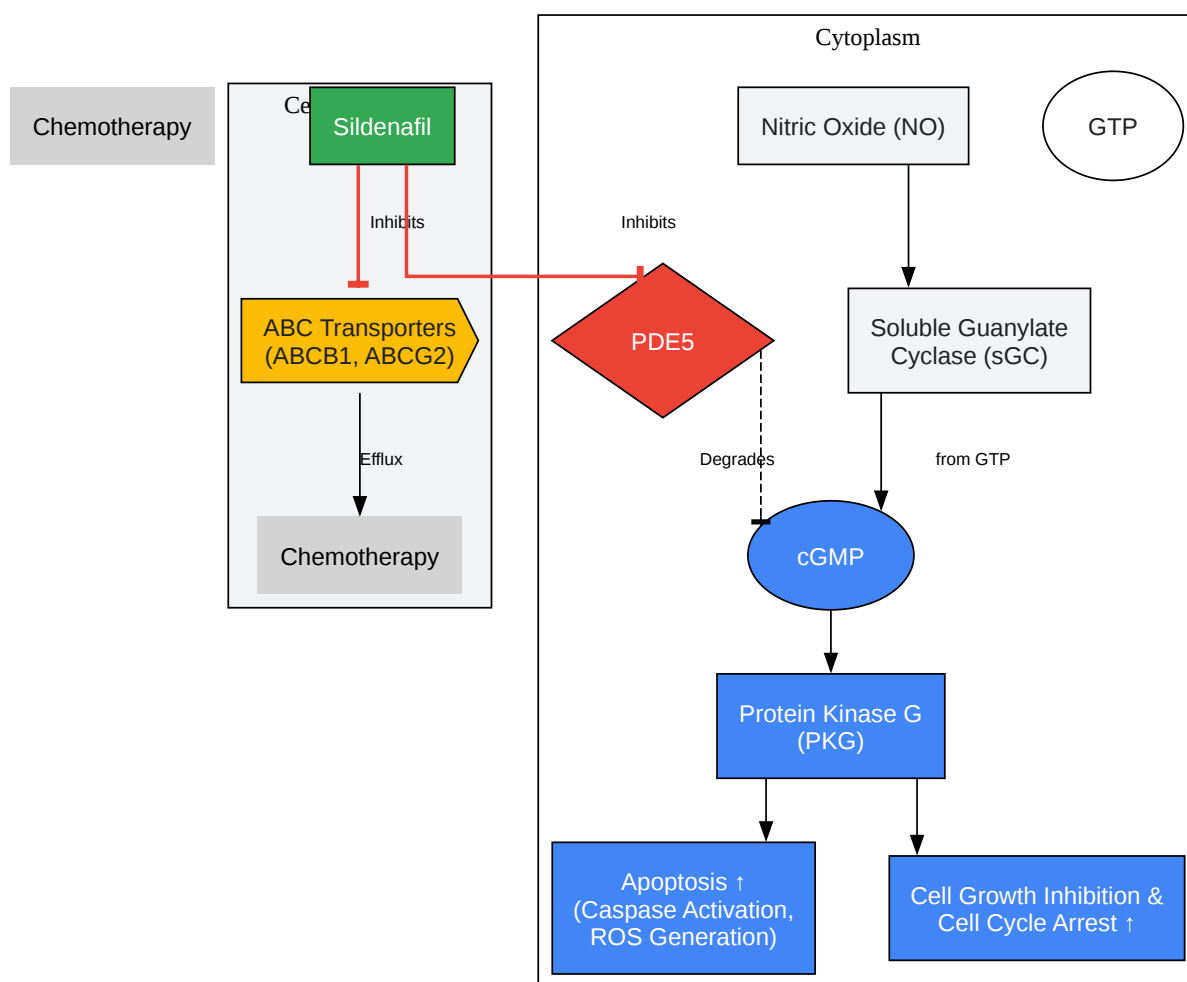 Cytoplasm
Chemotherapy
Sildenafil
Nitric Oxide (NO)
GTP
Inhibits
Inhibits
ABC Transporters
(ABCB1, ABCG2)
PDE5
Soluble Guanylate
Cyclase (sGC)
Efflux
Degrades
from GTP
Chemotherapy
cGMP
Protein Kinase G
(PKG)
Apoptosis ↑
(Caspase Activation,
ROS Generation)
Cell Growth Inhibition &
Cell Cycle Arrest ↑